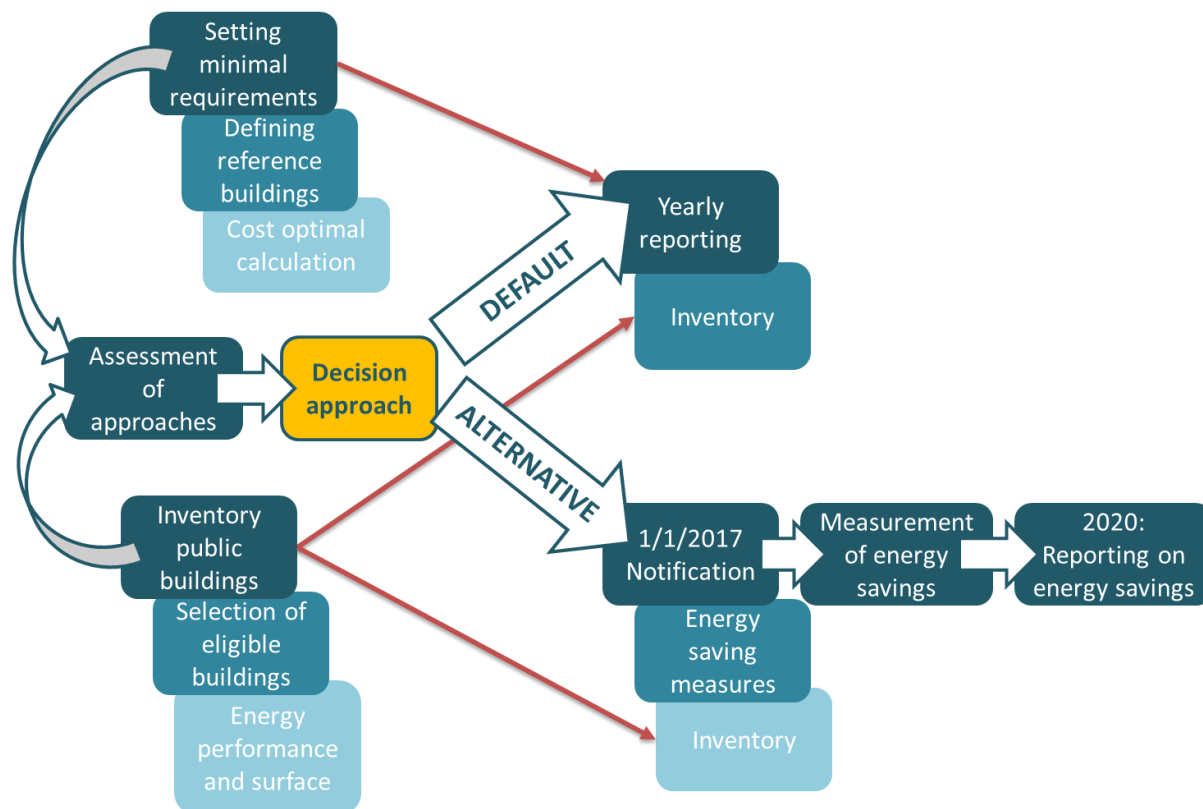 Setting
minimal
requirements
Defining
reference
buildings
Cost optimal
calculation
Yearly
reporting
Inventory
DEFAULT
Assessment
of
approaches
Decision
approach
ALTERNATIVE
Inventory
public
buildings
Selection of
eligible
buildings
Energy
performance
and surface
1/1/2017
Notification
Energy
saving
measures
Inventory
Measurement
of energy
savings
2020:
Reporting on
energy savings